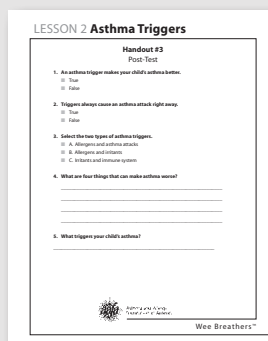 LESSON 2 Asthma Triggers
Handout #3
Post-Test
1. An asthma trigger makes your child's asthma better.
True
False
2. Triggers always cause an asthma attack right away.
True
False
3. Select the two types of asthma triggers.
A. Allergens and asthma attacks
B. Allergens and irritants
C. Irritants and immune system
4. What are four things that can make asthma worse?
5. What triggers your child's asthma?
Wee Breathers™